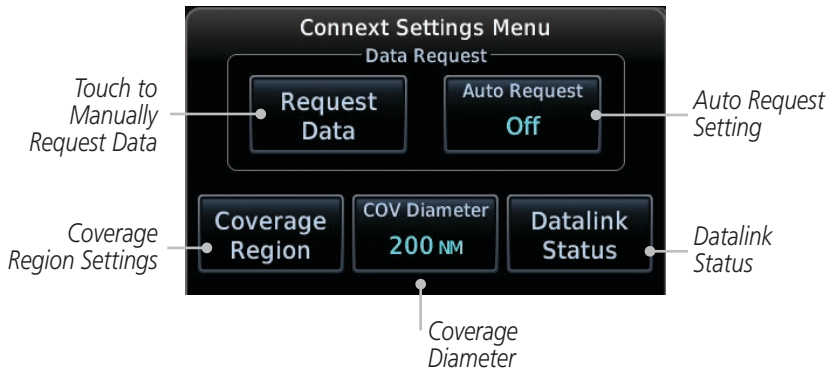 Connext Settings Menu
Data Request
Touch to
Manually
Request Data
Request
Data
Auto Request
Off
Auto Request
Setting
Coverage
Region Settings
Coverage
Region
COV Diameter
200 NM
Datalink
Status
Datalink
Status
Coverage
Diameter